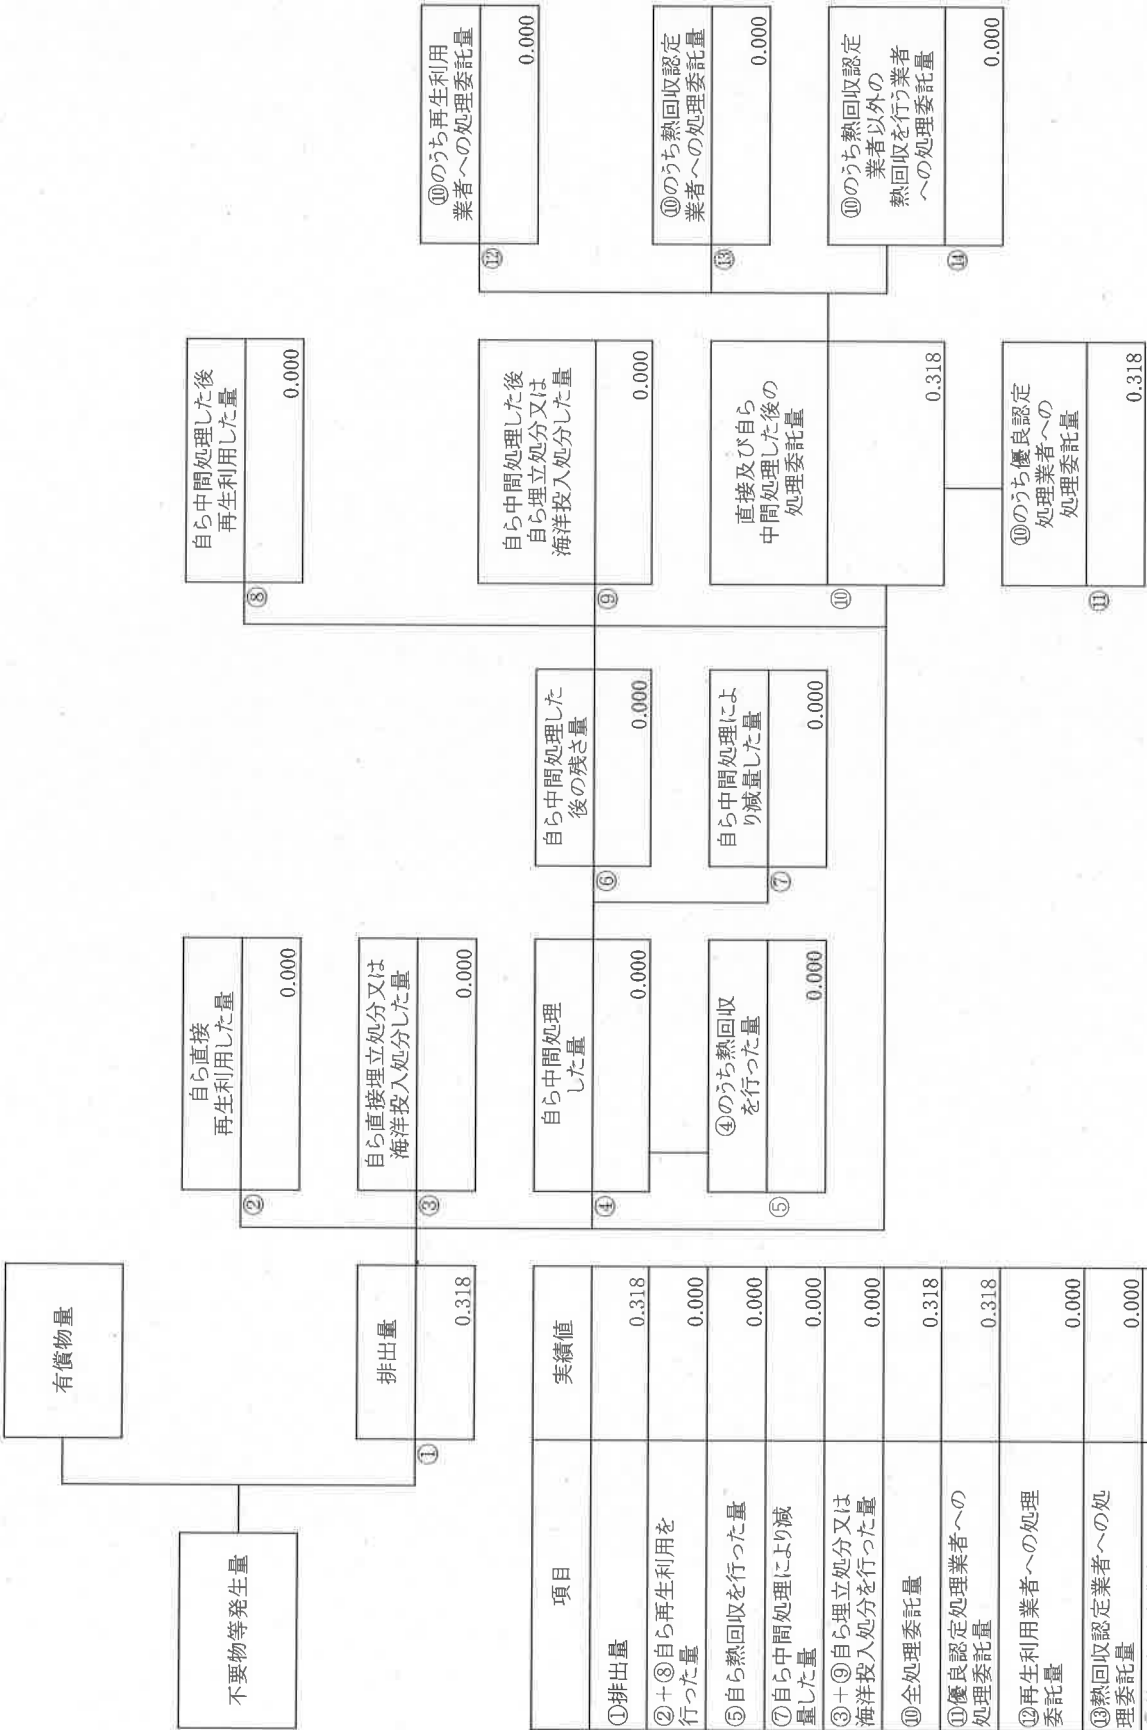 不要物等発生量
有償物量
排出量
①
0.318
自ら直接
再生利用した量
②
0.000
自ら直接埋立処分又は
海洋投入処分した量
③
0.000
自ら中間処理
した量
④
0.000
④のうち熱回収
を行った量
⑤
0.000
自ら中間処理した
後の残さ量
⑥
0.000
自ら中間処理によ
り減量した量
⑦
0.000
自ら中間処理した後
再生利用した量
⑧
0.000
自ら中間処理した後
自ら埋立処分又は
海洋投入処分した量
⑨
0.000
直接及び自ら
中間処理した後の
処理委託量
⑩
0.318
⑩のうち優良認定
処理業者への
処理委託量
⑪
0.318
⑩のうち再生利用
業者への処理委託量
⑫
0.000
⑩のうち熱回収認定
業者への処理委託量
⑬
0.000
⑩のうち熱回収認定
業者以外の
熱回収を行う業者
への処理委託量
⑭
0.000
項目 実績値
①排出量 0.318
②+⑧自ら再生利用を
行った量 0.000
⑤自ら熱回収を行った量 0.000
⑦自ら中間処理により減
量した量 0.000
③+⑨自ら埋立処分又は
海洋投入処分を行った量 0.000
⑩全処理委託量 0.318
⑪優良認定処理業者への
処理委託量 0.318
⑫再生利用業者への処理
委託量 0.000
⑬熱回収認定業者への処
理委託量 0.000